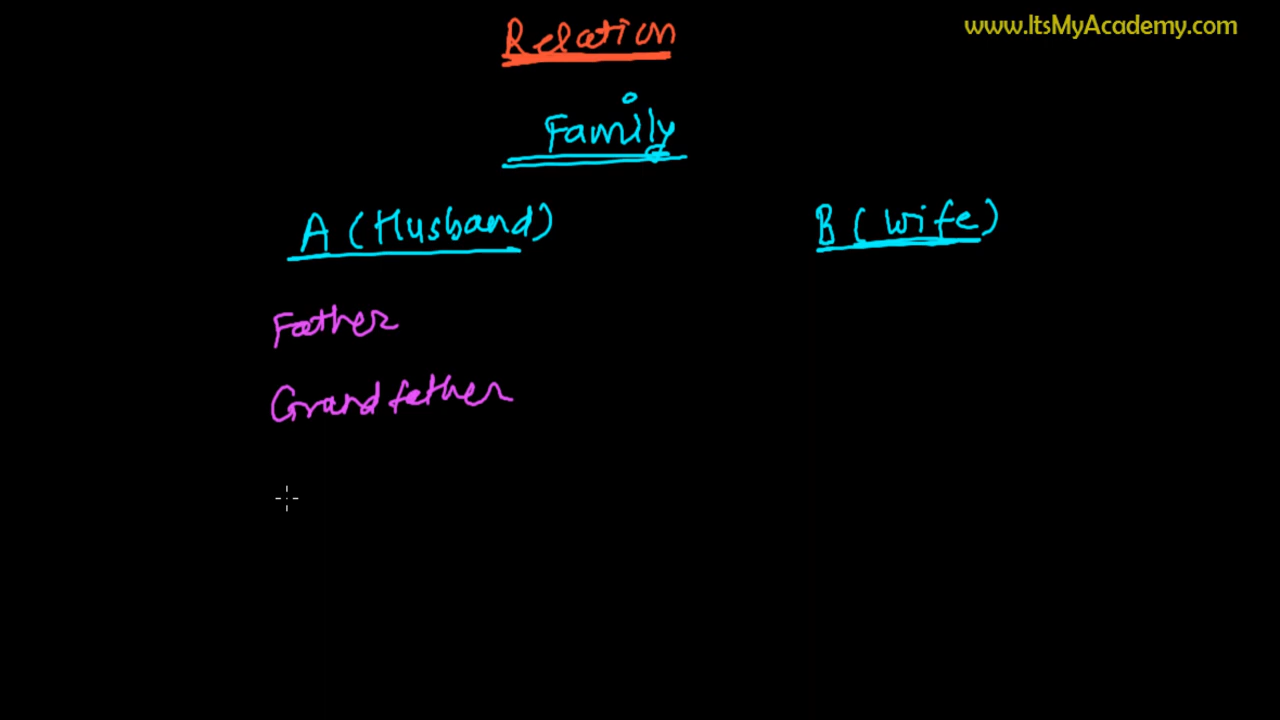 www.ItsMyAcademy.com
Relation
Family
A (Husband) B (Wife)
Father
Grandfather